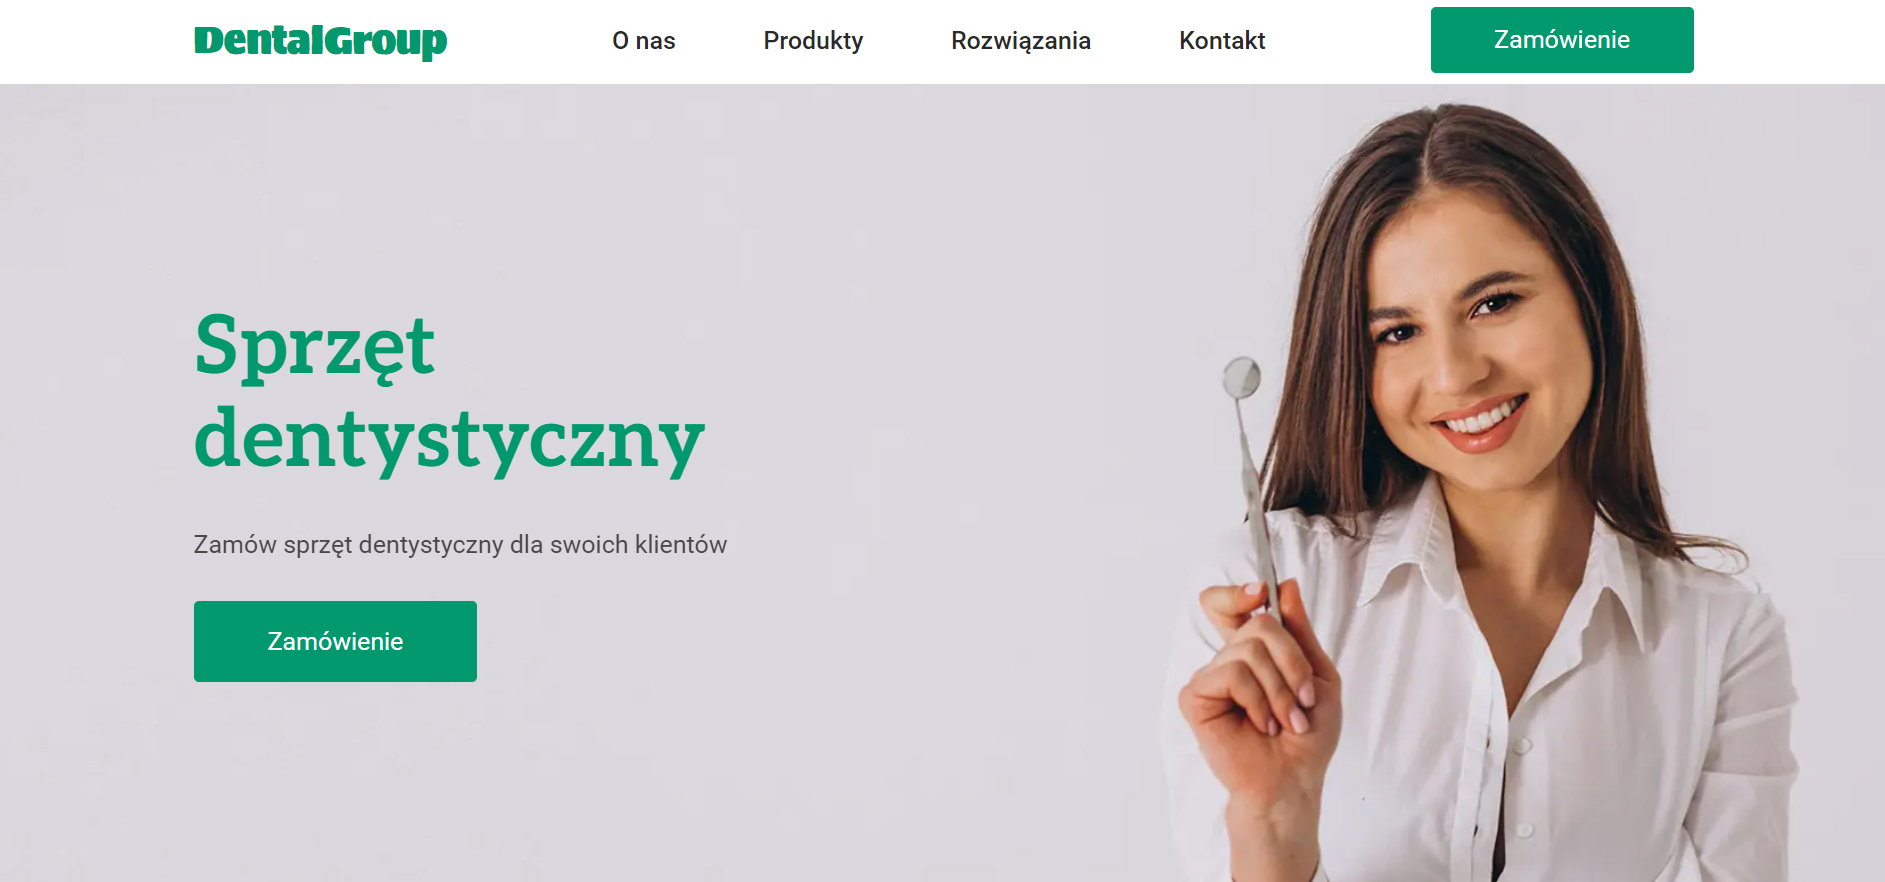 DentalGroup
O nas
Produkty
Rozwiązania
Kontakt
Zamówienie
Sprzęt
dentystyczny
Zamów sprzęt dentystyczny dla swoich klientów
Zamówienie